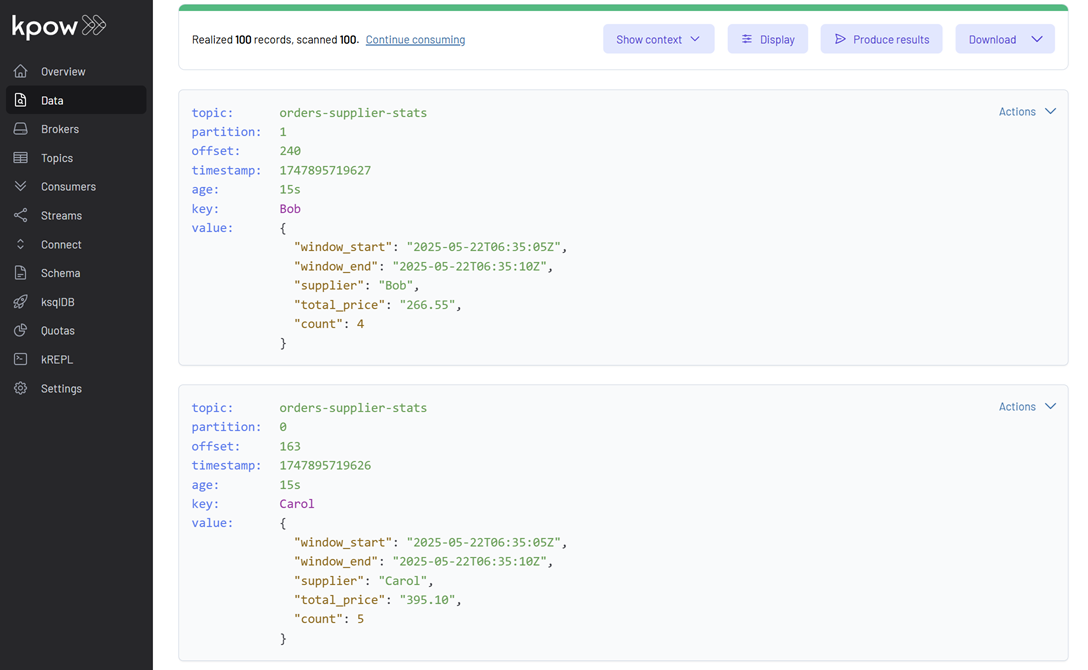 kpow
Overview
Data
Brokers
Topics
Consumers
Streams
Connect
Schema
ksqlDB
Quotas
kREPL
Settings
Realized 100 records, scanned 100. Continue consuming
Show context
Display
Produce results
Download
Actions
topic: orders-supplier-stats
partition: 1
offset: 240
timestamp: 1747895719627
age: 15s
key: Bob
value: {
"window_start": "2025-05-22T06:35:05Z",
"window_end": "2025-05-22T06:35:10Z",
"supplier": "Bob",
"total_price": "266.55",
"count": 4
}
Actions
topic: orders-supplier-stats
partition: 0
offset: 163
timestamp: 1747895719626
age: 15s
key: Carol
value: {
"window_start": "2025-05-22T06:35:05Z",
"window_end": "2025-05-22T06:35:10Z",
"supplier": "Carol",
"total_price": "395.10",
"count": 5
}